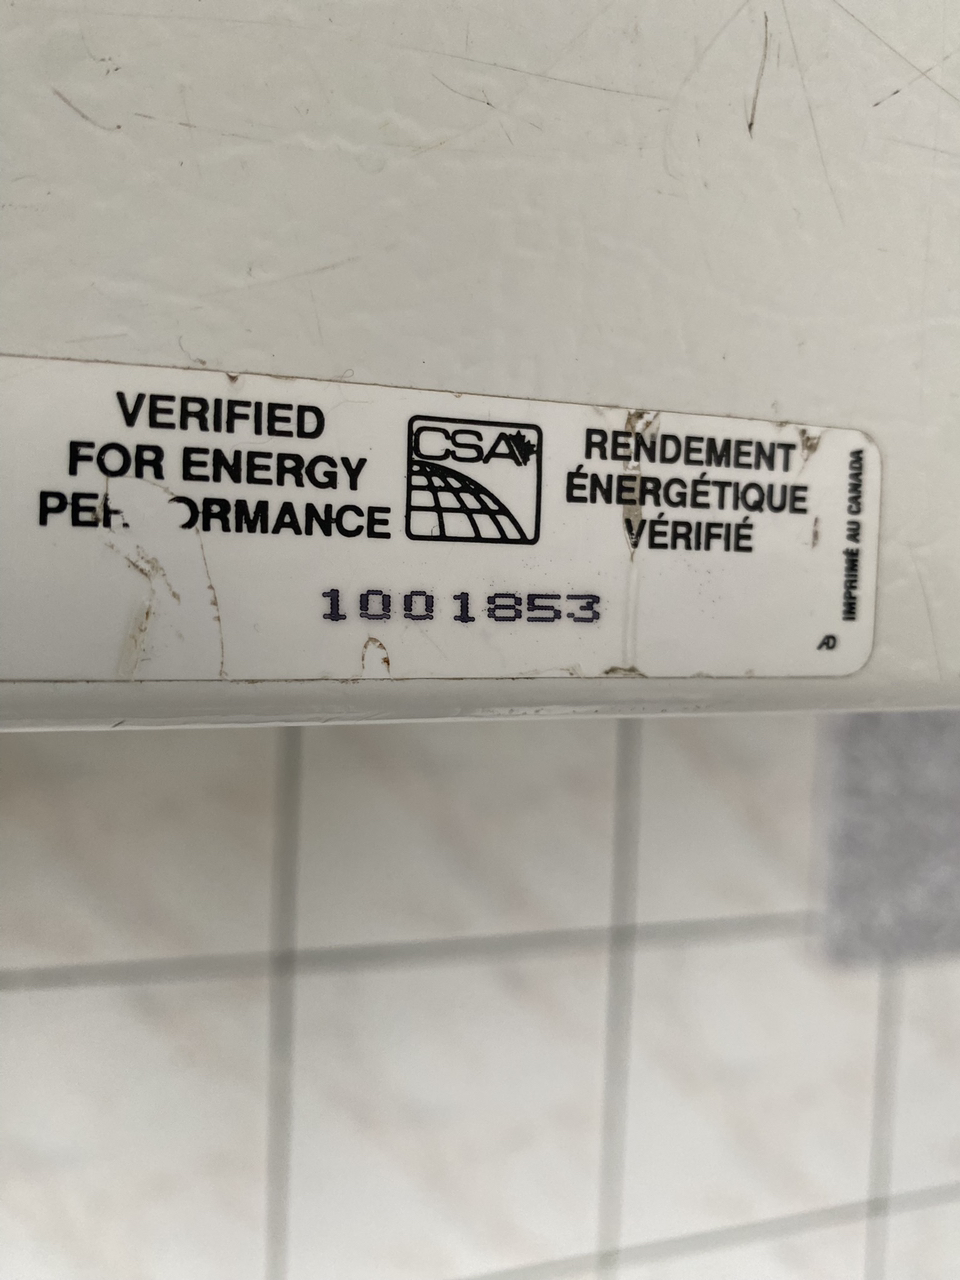 VERIFIED
FOR ENERGY
CSA
RENDEMENT
ÉNERGÉTIQUE
VÉRIFIÉ
1001853
IMPRIMÉ AU CANADA